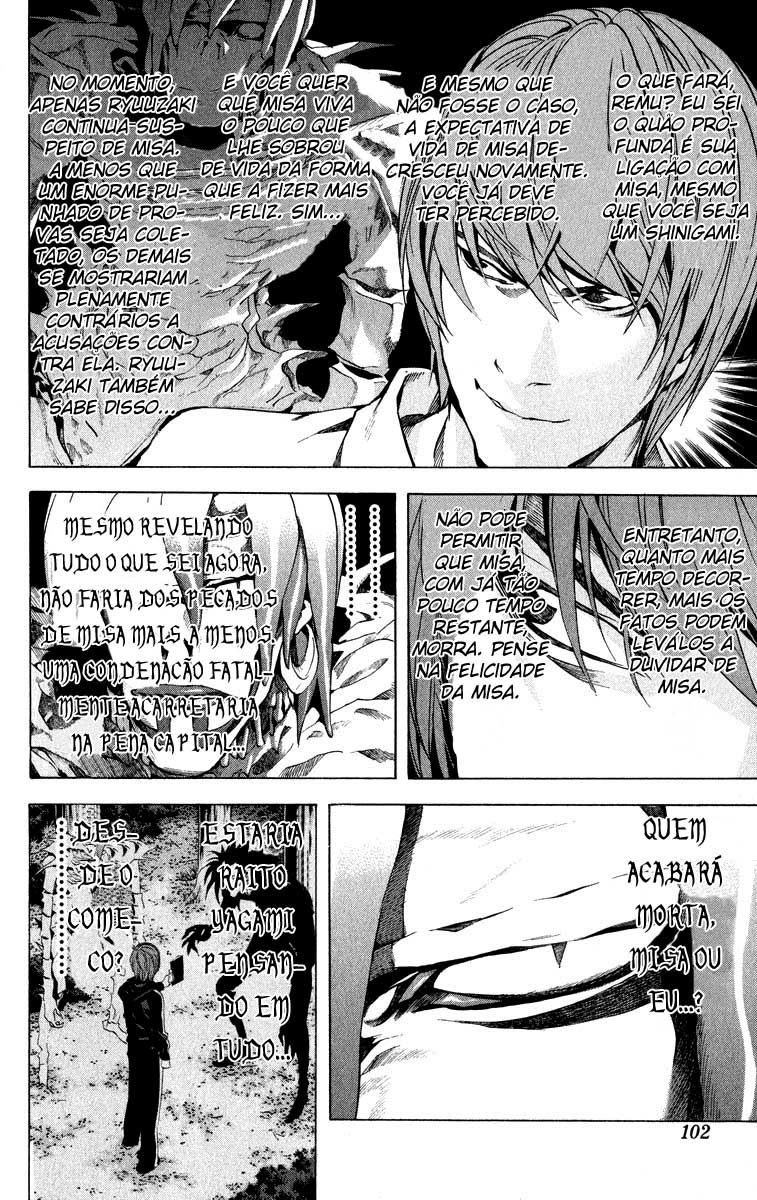 O QUE FARÁ,
REMU? EU SEI
O QUÃO PRO-
FUNDA É SUA
LIGAÇÃO COM
MISA, MESMO
QUE VOCÊ SEJA
UM SHINIGAMI.
E MESMO QUE
NÃO FOSSE O CASO,
A EXPECTATIVA DE
VIDA DE MISA DE-
CRESCEU NOVAMENTE.
VOCÊ JÁ DEVE
TER PERCEBIDO.
E VOCÊ QUER
QUE MISA VIVA
O POUCO QUE
LHE SOBROU
DE VIDA DA FORMA
QUE A FIZER MAIS
FELIZ. SIM...
NO MOMENTO,
APENAS RYUUZAKI
CONTINUA SUS-
PEITO DE MISA.
A MENOS QUE
UM ENORME PU-
NHADO DE PRO-
VAS SEJA COLE-
TADO, OS DEMAIS
SE MOSTRARIAM
PLENAMENTE
CONTRÁRIOS A
ACUSAÇÕES CON-
TRA ELA. RYUU-
ZAKI TAMBÉM
SABE DISSO...
ENTRETANTO,
QUANTO MAIS
TEMPO DECOR-
RER, MAIS OS
FATOS PODEM
LEVÁLOS A
DUVIDAR DE
MISA.
NÃO PODE
PERMITIR
QUE MISA,
COM JÁ TÃO
POUCO TEMPO
RESTANTE,
MORRA. PENSE
NA FELICIDADE
DA MISA.
MESMO REVELANDO
TUDO O QUE SEI AGORA,
NÃO FARIA DOS PECADOS
DE MISA MAIS A MENOS.
UMA CONDENAÇÃO FATAL-
MENTE ACARRETARIA
NA PENA CAPITAL...
QUEM
ACABARÁ
MORTA,
MISA OU
EU...?
ESTARIA
RAITO
YAGAMI
PENSAN-
DO EM
TUDO...
DES-
DE O
COME-
ÇO?
102